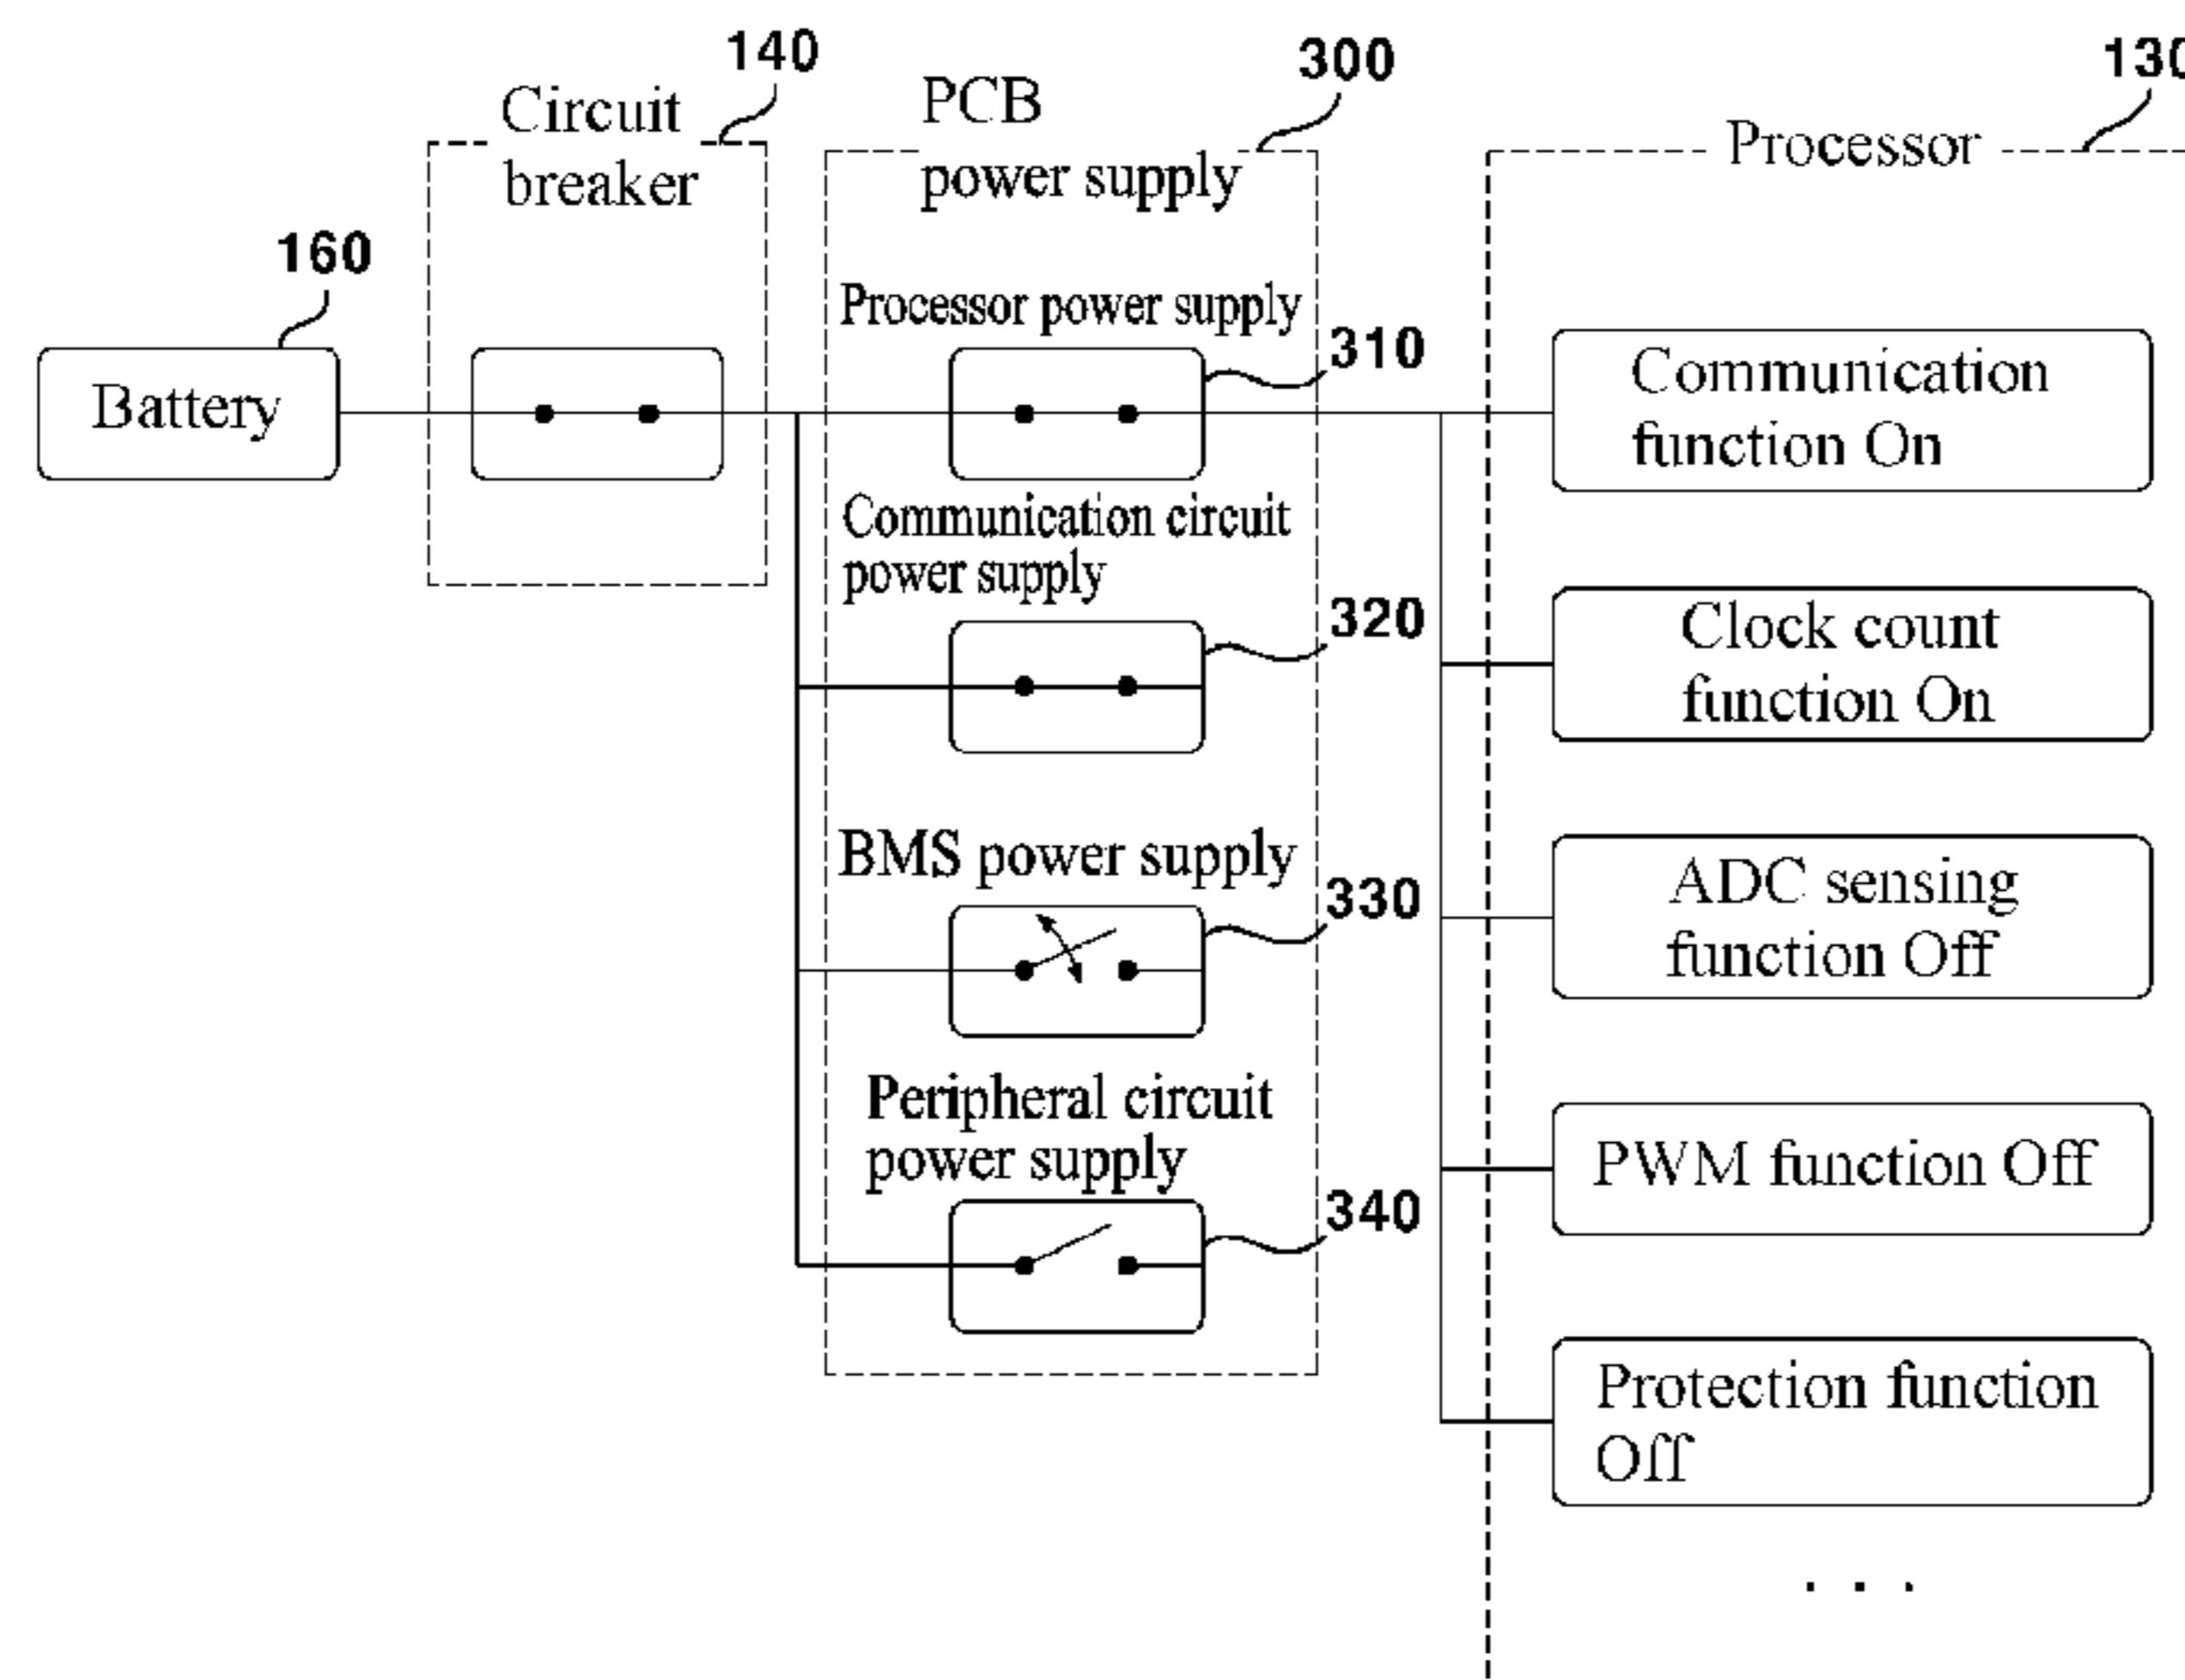 140
300
130
Circuit
breaker
PCB
power supply
Processor
160
Processor power supply
310
Battery
Communication
function On
Communication circuit
power supply
320
Clock count
function On
BMS power supply
330
ADC sensing
function Off
Peripheral circuit
power supply
340
PWM function Off
Protection function
Off
. . .